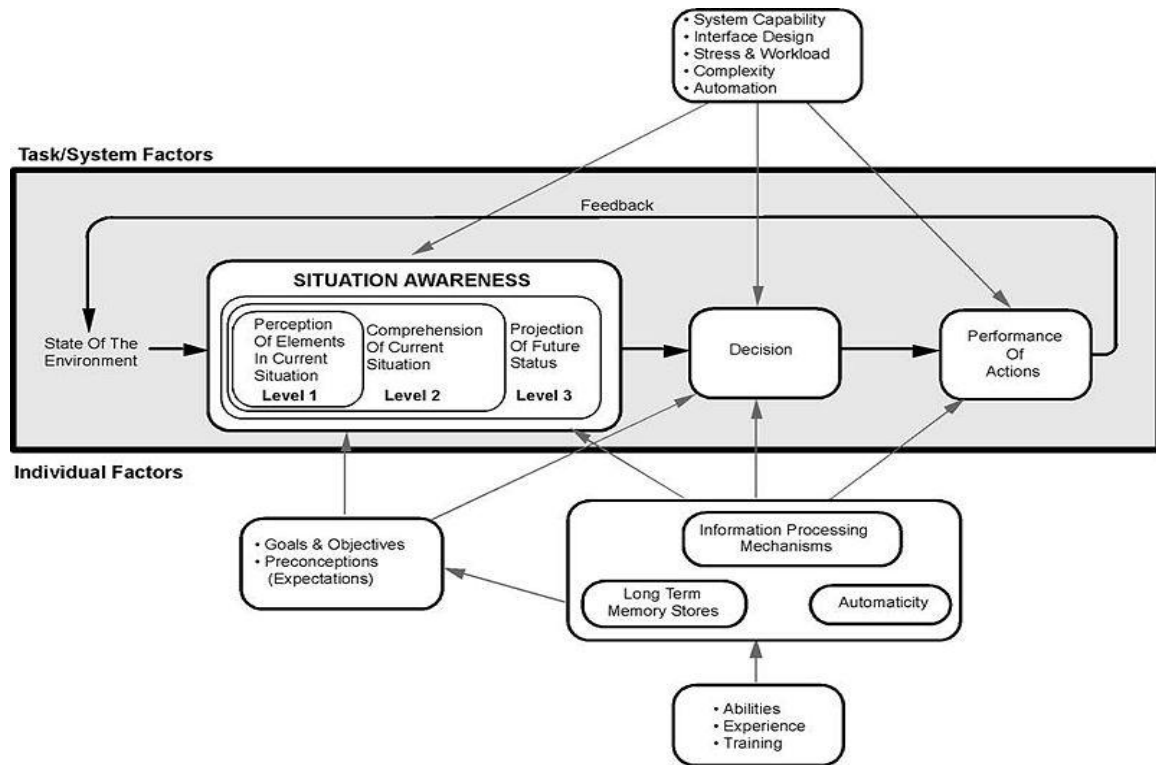 • System Capability
• Interface Design
• Stress & Workload
• Complexity
• Automation
Task/System Factors
Feedback
SITUATION AWARENESS
State Of The
Environment
Perception
Of Elements
In Current
Situation
Level 1
Comprehension
Of Current
Situation
Level 2
Projection
Of Future
Status
Level 3
Decision
Performance
Of
Actions
Individual Factors
• Goals & Objectives
• Preconceptions
(Expectations)
Information Processing
Mechanisms
Long Term
Memory Stores
Automaticity
• Abilities
• Experience
• Training